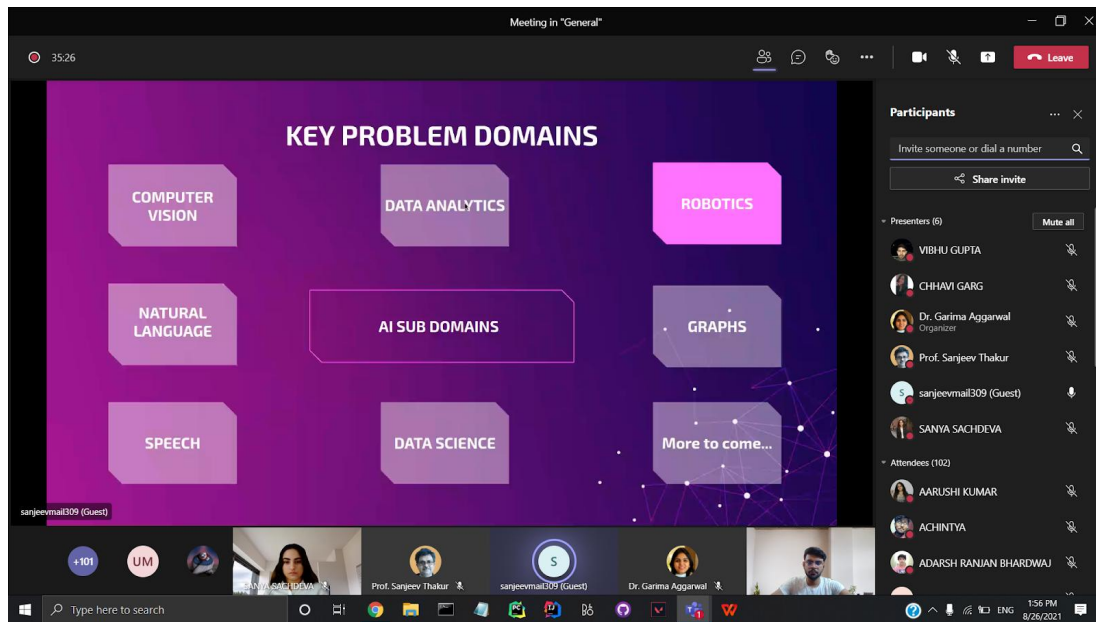 Meeting in "General"
35:26
Leave
KEY PROBLEM DOMAINS
COMPUTER
VISION
DATA ANALYTICS
ROBOTICS
NATURAL
LANGUAGE
AI SUB DOMAINS
GRAPHS
SPEECH
DATA SCIENCE
More to come...
sanjeevmail309 (Guest)
Participants
Invite someone or dial a number
Share invite
Presenters (6)
Mute all
VIBHU GUPTA
CHHAVI GARG
Dr. Garima Aggarwal
Organizer
Prof. Sanjeev Thakur
S
sanjeevmail309 (Guest)
SANYA SACHDEVA
Attendees (102)
AARUSHI KUMAR
ACHINTYA
ADARSH RANJAN BHARDWAJ
+101
UM
S
SANYA SACHDEVA
Prof. Sanjeev Thakur
sanjeevmail309 (Guest)
Dr. Garima Aggarwal
Type here to search
ENG
1:56 PM
8/26/2021